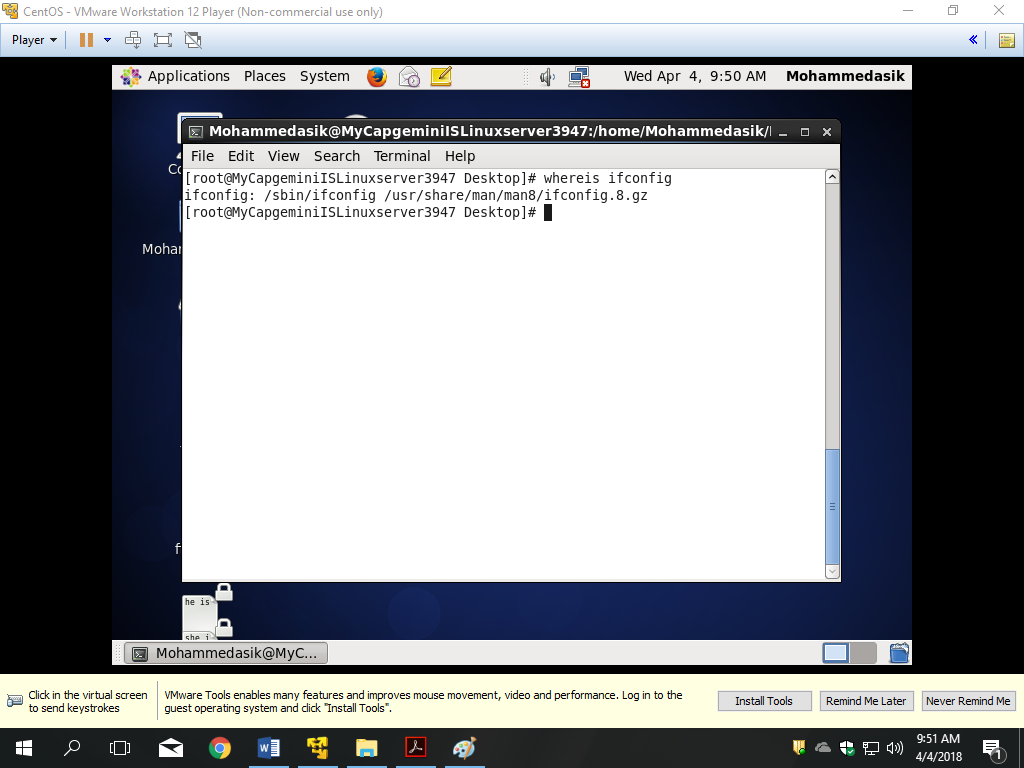 CentOS - VMware Workstation 12 Player (Non-commercial use only)
Player
Applications Places System Wed Apr 4, 9:50 AM Mohammedasik
Mohammedasik@MyCapgeminiISLinuxserver3947:/home/Mohammedasik/
File Edit View Search Terminal Help
[root@MyCapgeminiISLinuxserver3947 Desktop]# whereis ifconfig
ifconfig: /sbin/ifconfig /usr/share/man/man8/ifconfig.8.gz
[root@MyCapgeminiISLinuxserver3947 Desktop]#
he is
she i
Mohammedasik@MyC...
Click in the virtual screen
to send keystrokes
VMware Tools enables many features and improves mouse movement, video and performance. Log in to the
guest operating system and click "Install Tools".
Install Tools Remind Me Later Never Remind Me
9:51 AM
4/4/2018
1